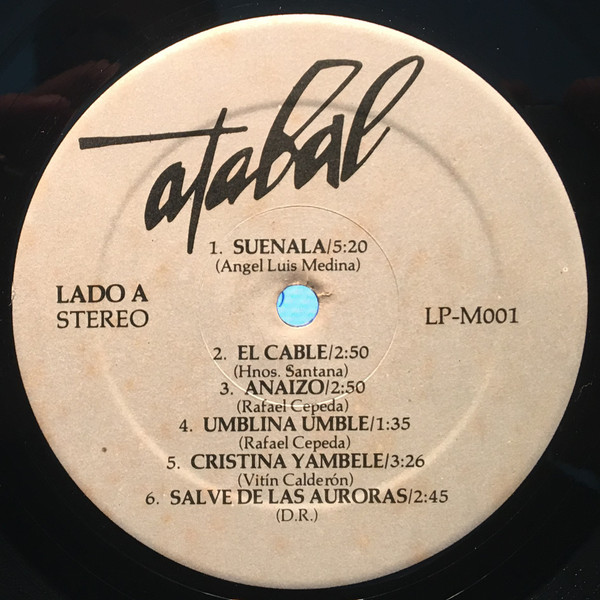 atabal
1. SUENALA/5:20
(Angel Luis Medina)
LADO A
STEREO
LP-M001
2. EL CABLE/2:50
(Hnos. Santana)
3. ANAIZO/2:50
(Rafael Cepeda)
4. UMBLINA UMBLE/1:35
(Rafael Cepeda)
5. CRISTINA YAMBELE/3:26
(Vitín Calderón)
6. SALVE DE LAS AURORAS/2:45
(D.R.)